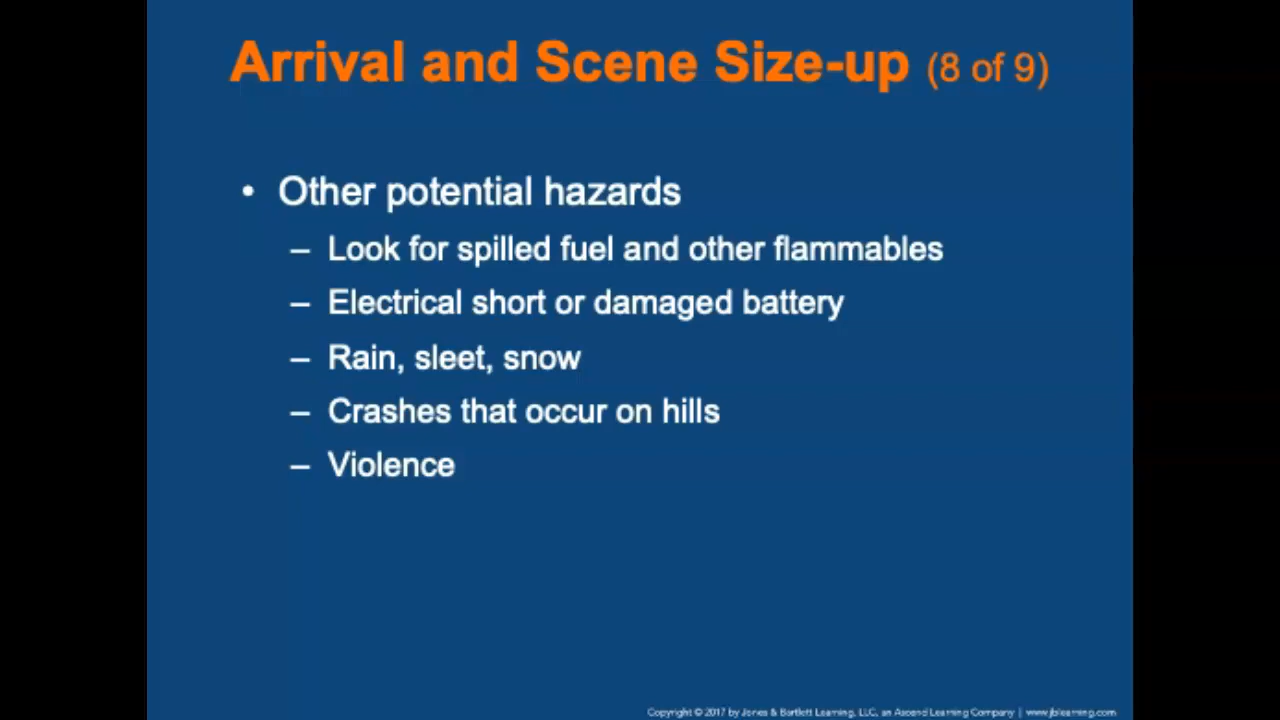 Arrival and Scene Size-up (8 of 9)
• Other potential hazards
– Look for spilled fuel and other flammables
– Electrical short or damaged battery
– Rain, sleet, snow
– Crashes that occur on hills
– Violence
Copyright © 2017 by Jones & Bartlett Learning, LLC, an Ascend Learning Company | www.jblearning.com